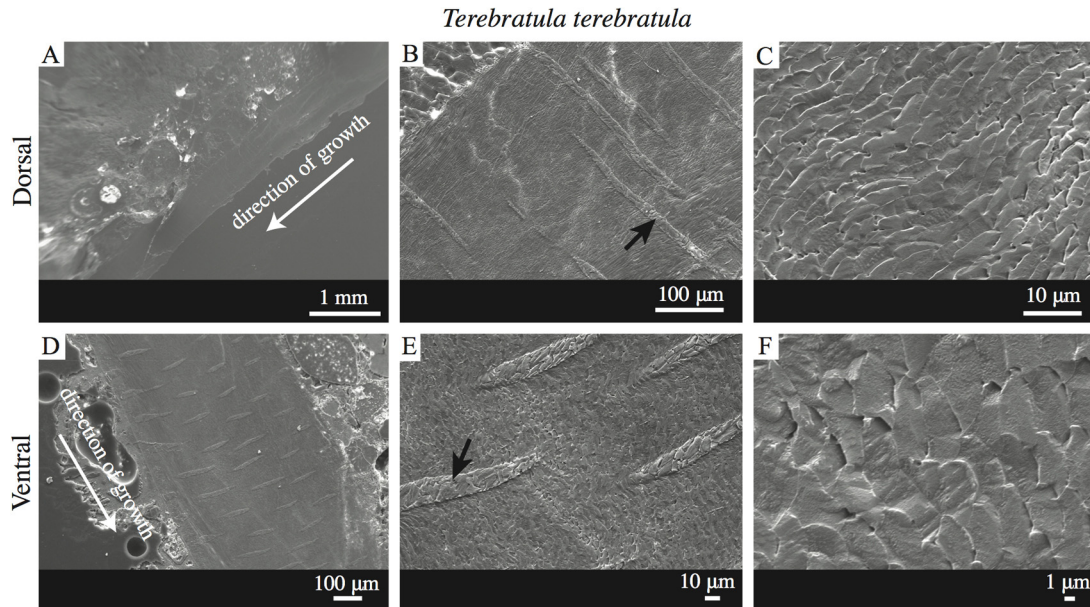 Terebratula terebratula
Dorsal
A
direction of growth
1 mm
B
100 µm
C
10 µm
Ventral
D
direction of growth
100 µm
E
10 µm
F
1 µm